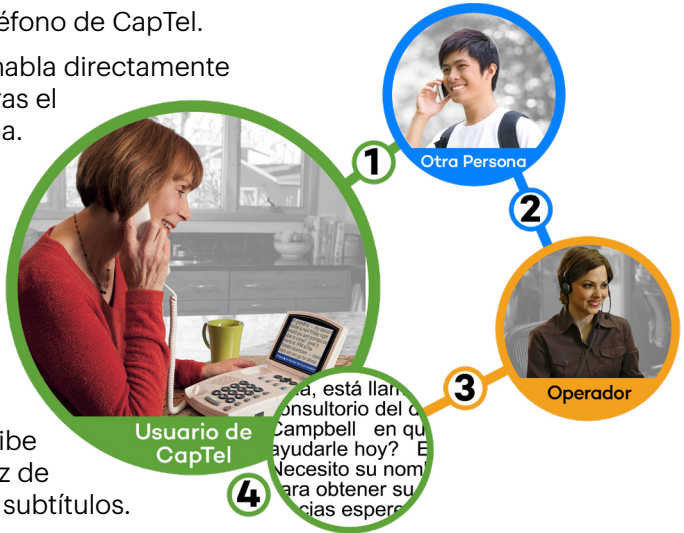 éfono de CapTel.
habla directamente
ras el
a.
1
Otra Persona
2
3
Operador
Usuario de
CapTel
está llam
onsultorio del d
Campbell en qu
ayudarle hoy? E
Necesito su nom
ara obtener su
cias espere
4
ibe
z de
subtítulos.